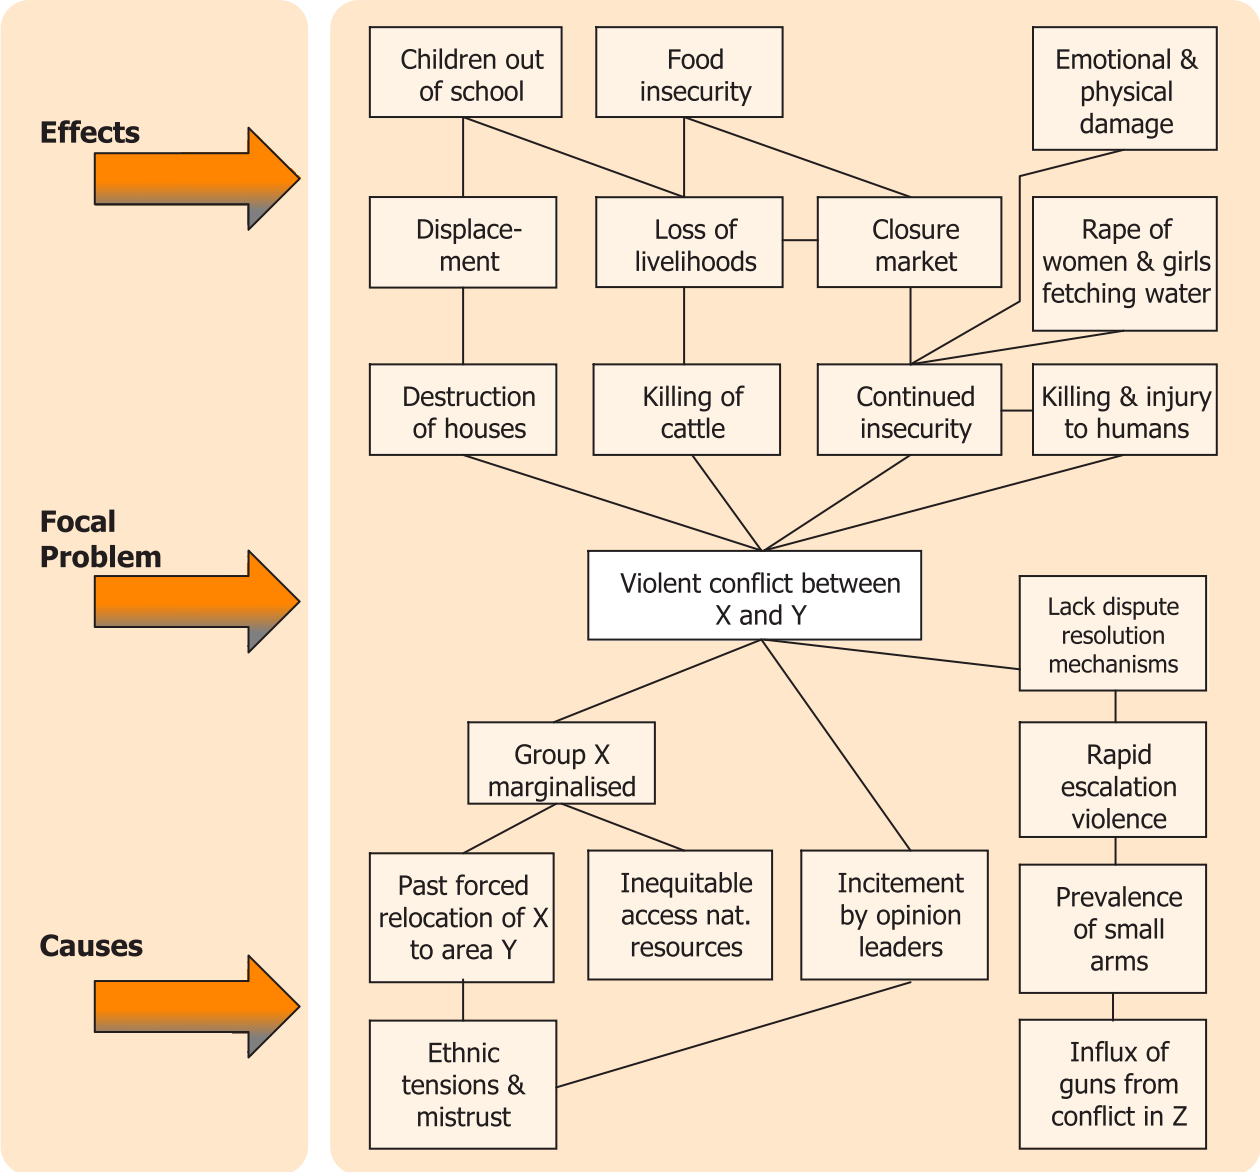 Effects
Children out
of school
Food
insecurity
Emotional &
physical
damage
Displace-
ment
Loss of
livelihoods
Closure
market
Rape of
women & girls
fetching water
Destruction
of houses
Killing of
cattle
Continued
insecurity
Killing & injury
to humans
Focal
Problem
Violent conflict between
X and Y
Lack dispute
resolution
mechanisms
Group X
marginalised
Rapid
escalation
violence
Causes
Past forced
relocation of X
to area Y
Inequitable
access nat.
resources
Incitement
by opinion
leaders
Prevalence
of small
arms
Ethnic
tensions &
mistrust
Influx of
guns from
conflict in Z